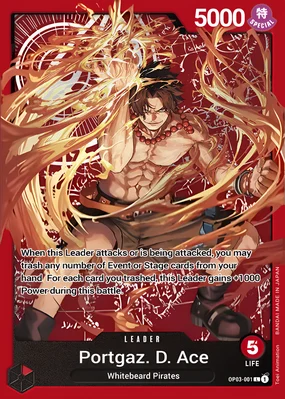 5000
特
SPECIAL
When this Leader attacks or is being attacked, you may
trash any number of Event or Stage cards from your
hand. For each card you trashed, this Leader gains +1000
Power during this battle.
LEADER
Portgaz. D. Ace
Whitebeard Pirates
5
LIFE
OP03-001 L 1
BANDAI MADE IN JAPAN
Toei Animation